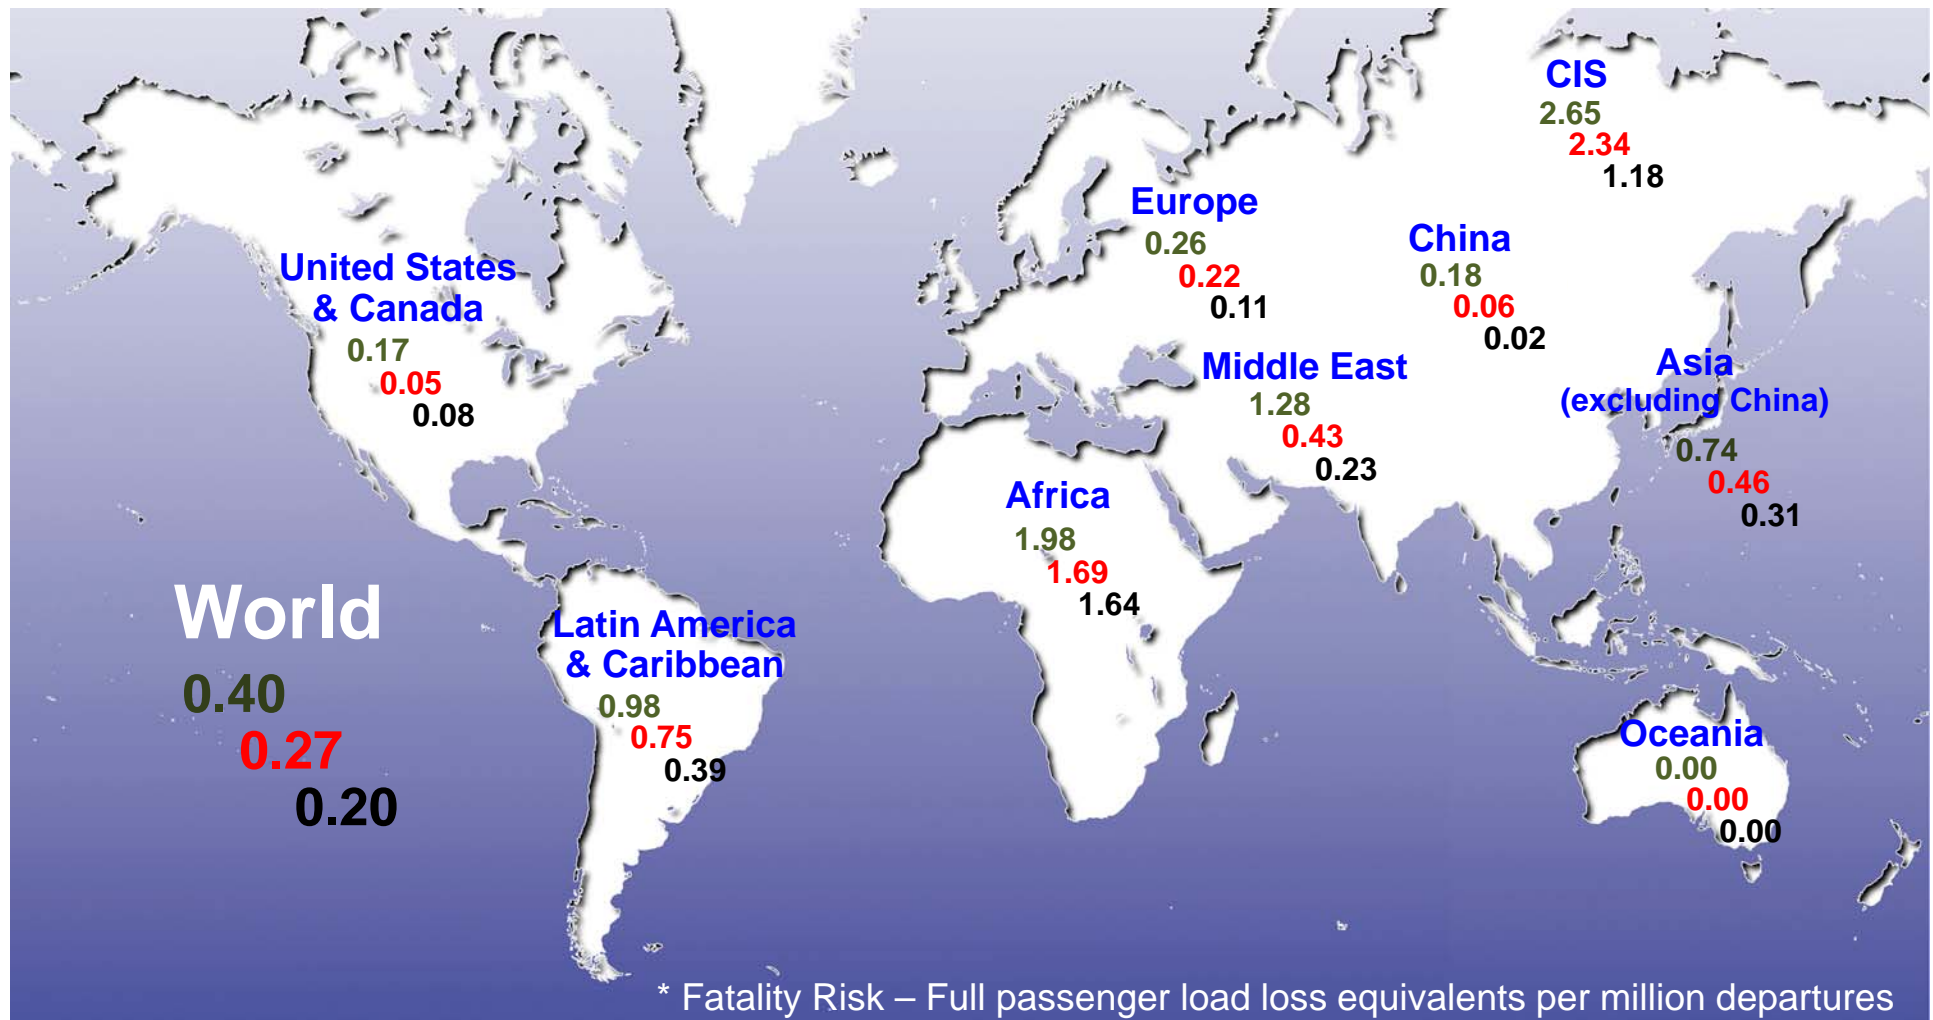 CIS
2.65
2.34
1.18
Europe
0.26
0.22
0.11
China
0.18
0.06
0.02
United States
& Canada
0.17
0.05
0.08
Middle East
1.28
0.43
0.23
Asia
(excluding China)
0.74
0.46
0.31
Africa
1.98
1.69
1.64
World
0.40
0.27
0.20
Latin America
& Caribbean
0.98
0.75
0.39
Oceania
0.00
0.00
0.00
* Fatality Risk – Full passenger load loss equivalents per million departures